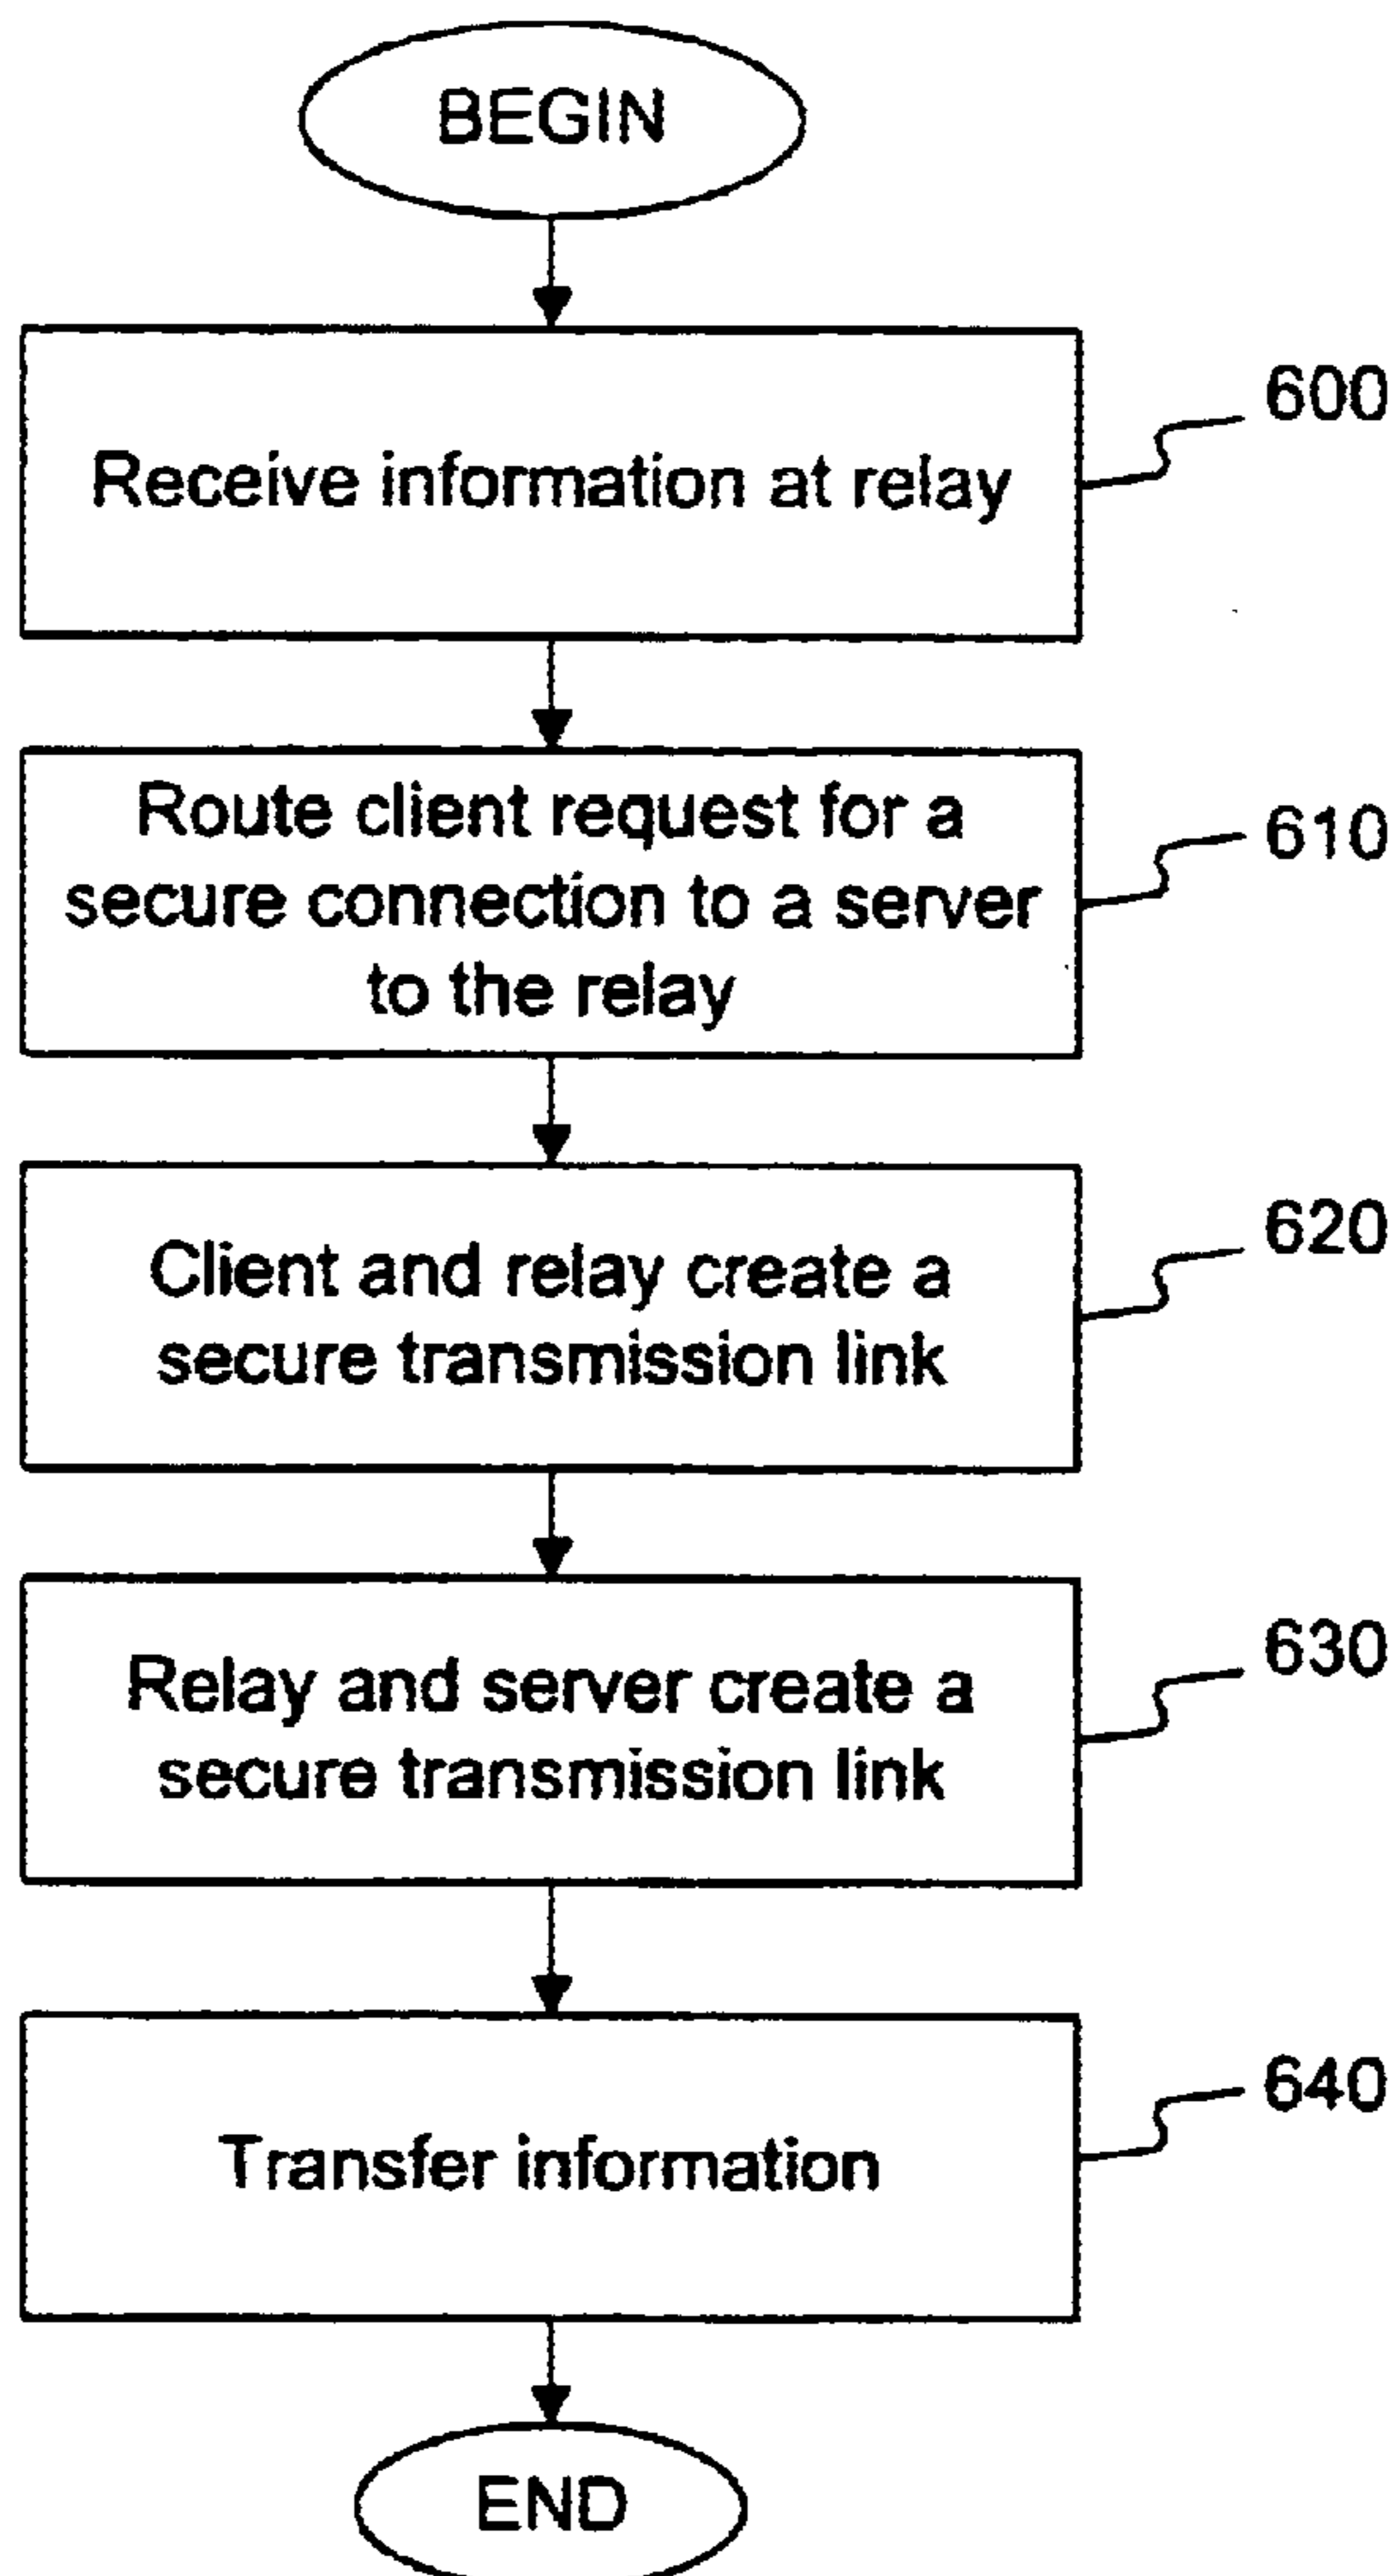 BEGIN
Receive information at relay
600
Route client request for a
secure connection to a server
to the relay
610
Client and relay create a
secure transmission link
620
Relay and server create a
secure transmission link
630
Transfer information
640
END